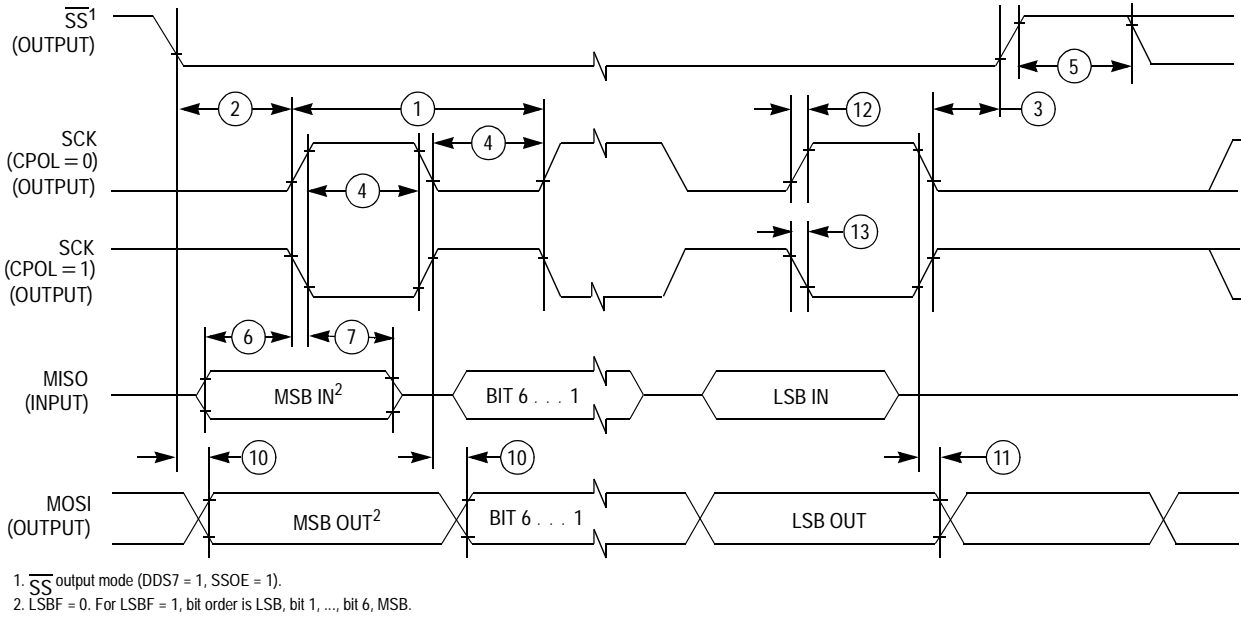 SS1
(OUTPUT)
5
2
1
12
3
SCK
(CPOL = 0)
(OUTPUT)
4
4
SCK
(CPOL = 1)
(OUTPUT)
13
6
7
MISO
(INPUT)
MSB IN2
BIT 6 . . . 1
LSB IN
10
10
11
MOSI
(OUTPUT)
MSB OUT2
BIT 6 . . . 1
LSB OUT
1. SS output mode (DDS7 = 1, SSOE = 1).
2. LSBF = 0. For LSBF = 1, bit order is LSB, bit 1, ..., bit 6, MSB.